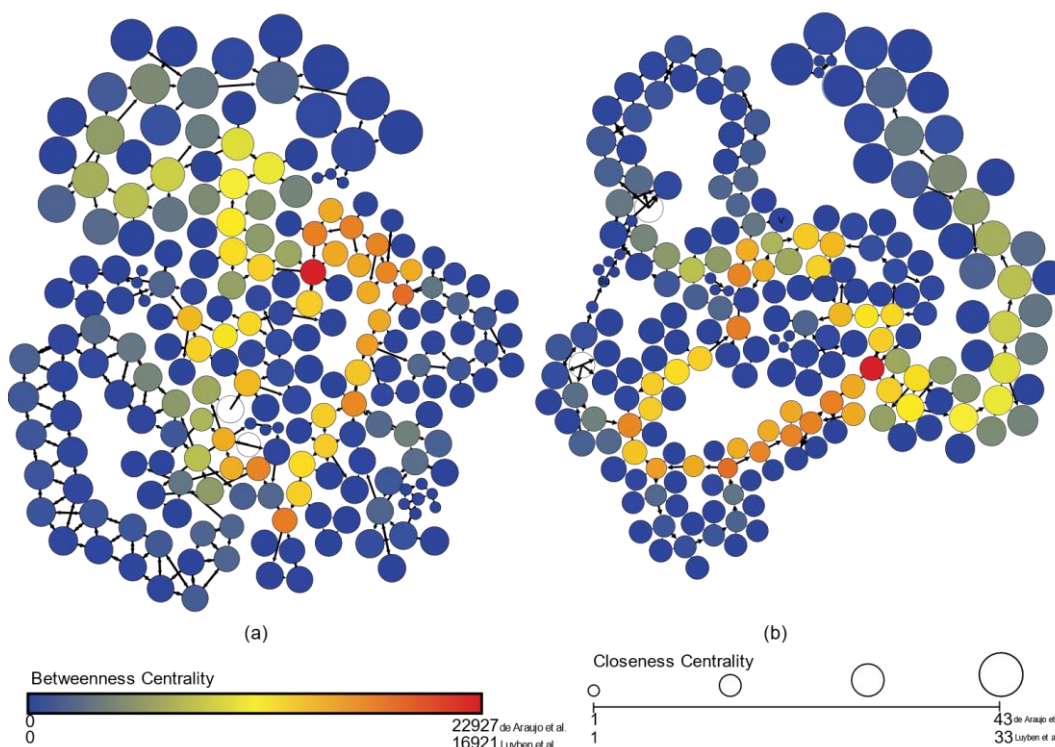 v
(a)
(b)
Betweenness Centrality
0
22927 de Araujo et al.
0
16921 Luyben et al.
Closeness Centrality
1
43 de Araujo et
1
33 Luyben et a